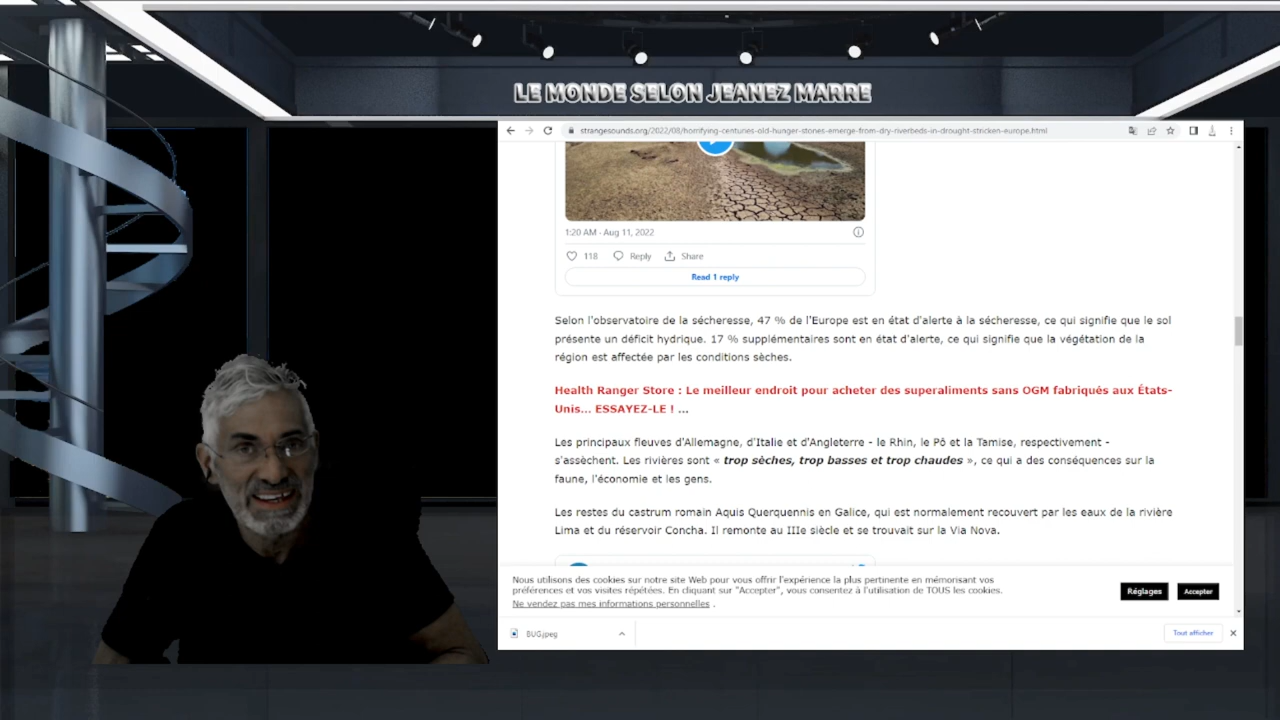 LE MONDE SELON JEANEZ MARRE
strangesounds.org/2022/08/horrifying-centuries-old-hunger-stones-emerge-from-dry-riverbeds-in-drought-stricken-europe.html
1:20 AM - Aug 11, 2022
118 Reply Share
Read 1 reply
Selon l'observatoire de la sécheresse, 47 % de l'Europe est en état d'alerte à la sécheresse, ce qui signifie que le sol
présente un déficit hydrique. 17 % supplémentaires sont en état d'alerte, ce qui signifie que la végétation de la
région est affectée par les conditions sèches.
Health Ranger Store : Le meilleur endroit pour acheter des superaliments sans OGM fabriqués aux États-
Unis... ESSAYEZ-LE ! ...
Les principaux fleuves d'Allemagne, d'Italie et d'Angleterre - le Rhin, le Pô et la Tamise, respectivement -
s'assèchent. Les rivières sont « trop sèches, trop basses et trop chaudes », ce qui a des conséquences sur la
faune, l'économie et les gens.
Les restes du castrum romain Aquis Querquennis en Galice, qui est normalement recouvert par les eaux de la rivière
Lima et du réservoir Concha. Il remonte au IIIe siècle et se trouvait sur la Via Nova.
Nous utilisons des cookies sur notre site Web pour vous offrir l'expérience la plus pertinente en mémorisant vos
préférences et vos visites répétées. En cliquant sur "Accepter", vous consentez à l'utilisation de TOUS les cookies.
Ne vendez pas mes informations personnelles .
Réglages Accepter
BUG.jpeg
Tout afficher